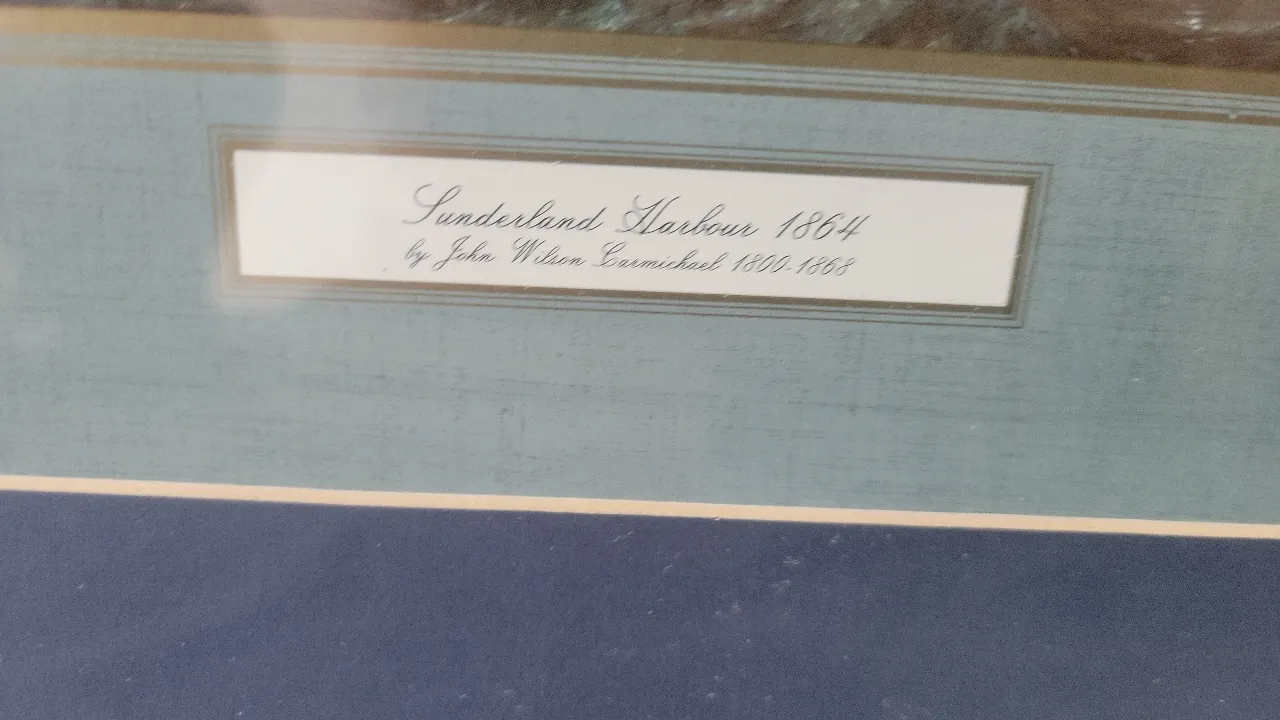 Sunderland Harbour 1864
by John Wilson Carmichael 1800-1868